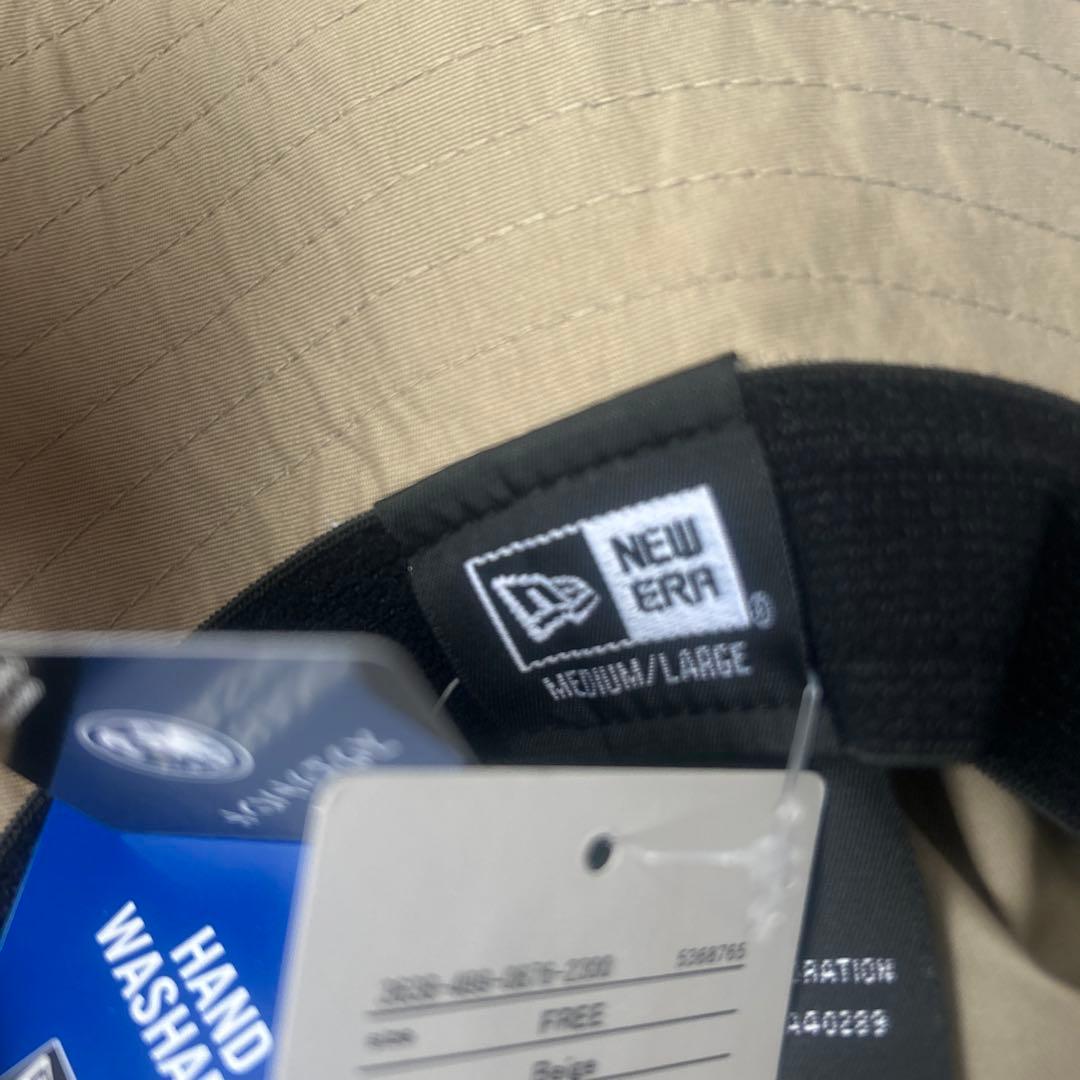 NEW
ERA
®
MEDIUM/LARGE
HAND
WASHA
5368765
FREE
Beige
RATION
A40289